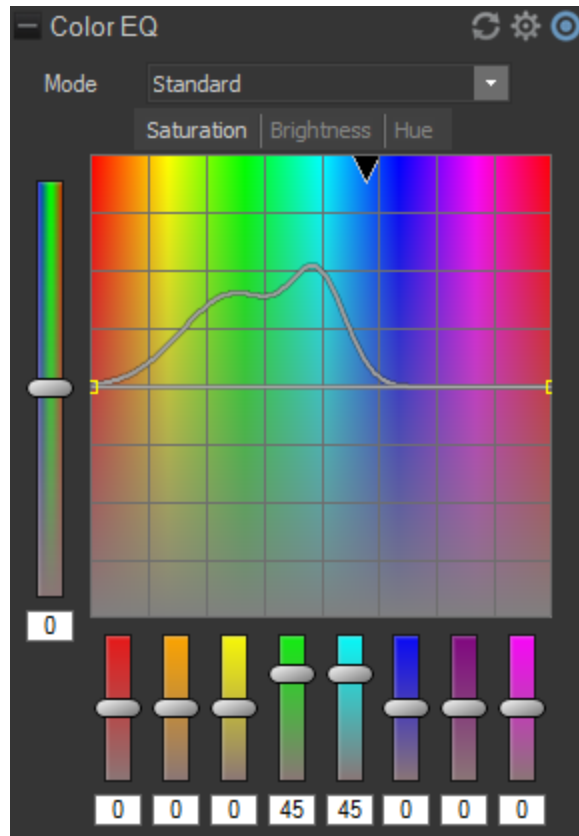 Color EQ
Mode Standard
Saturation Brightness Hue
0
0 0 0 45 45 0 0 0